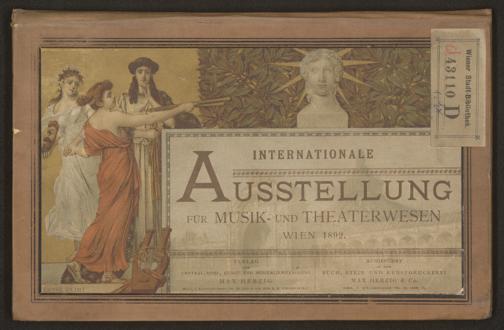 INTERNATIONALE
AUSSTELLUNG
FÜR MUSIK- UND THEATERWESEN
WIEN 1892.
VERLAG
MAX HERZIG
BUCH, STEIN UND KUNSTDRUCKEREI
MAX HERZIG & Co.
Wiener Stadt-Bibliothek.
43110 D